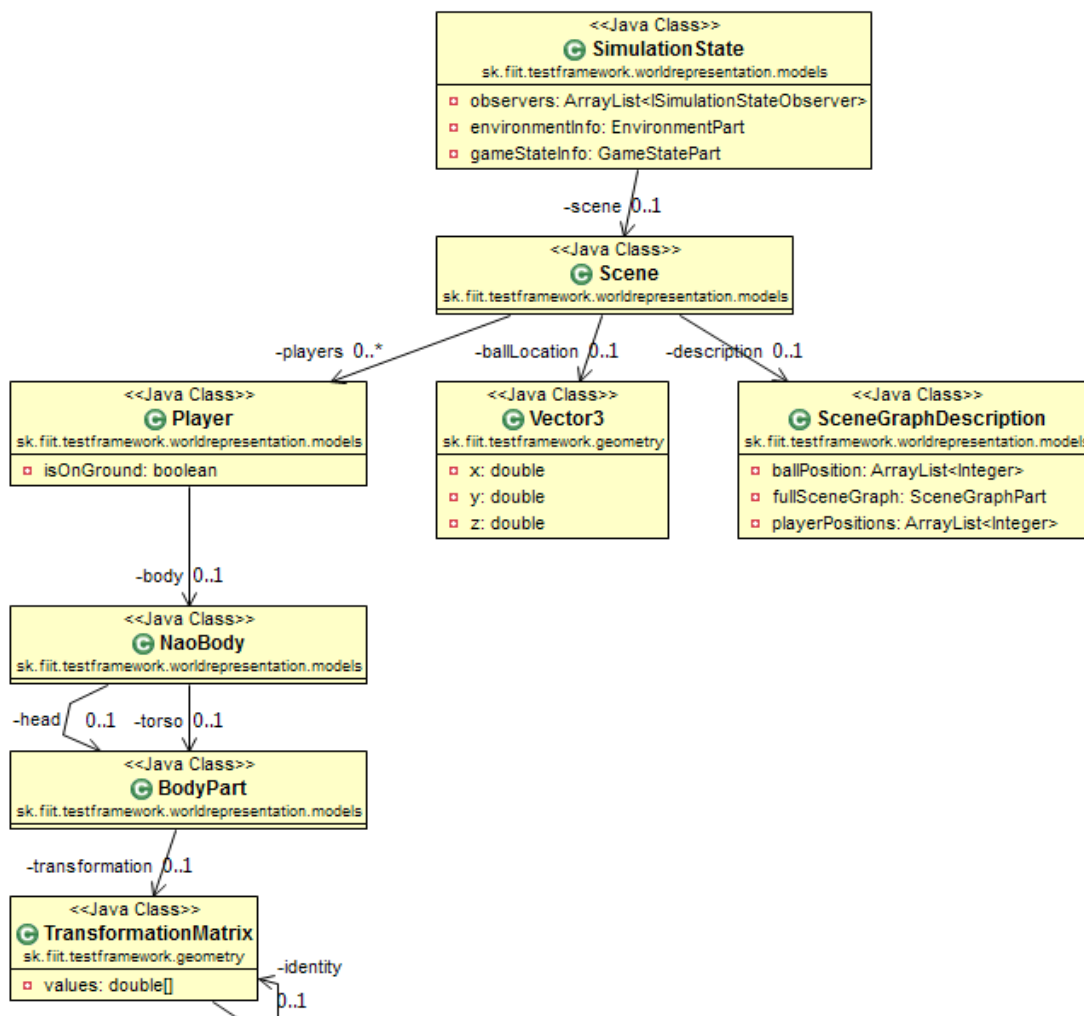 <<Java Class>>
SimulationState
sk.fiit.testframework.worldrepresentation.models
observers: ArrayList<ISimulationStateObserver>
environmentInfo: EnvironmentPart
gameStateInfo: GameStatePart
-scene 0..1
<<Java Class>>
Scene
sk.fiit.testframework.worldrepresentation.models
-players 0..*
-ballLocation 0..1
-description 0..1
<<Java Class>>
Player
sk.fiit.testframework.worldrepresentation.models
isOnGround: boolean
<<Java Class>>
Vector3
sk.fiit.testframework.geometry
x: double
y: double
z: double
<<Java Class>>
SceneGraphDescription
sk.fiit.testframework.worldrepresentation.models
ballPosition: ArrayList<Integer>
fullSceneGraph: SceneGraphPart
playerPositions: ArrayList<Integer>
-body 0..1
<<Java Class>>
NaoBody
sk.fiit.testframework.worldrepresentation.models
-head 0..1
-torso 0..1
<<Java Class>>
BodyPart
sk.fiit.testframework.worldrepresentation.models
-transformation 0..1
<<Java Class>>
TransformationMatrix
sk.fiit.testframework.geometry
values: double[]
-identity
0..1